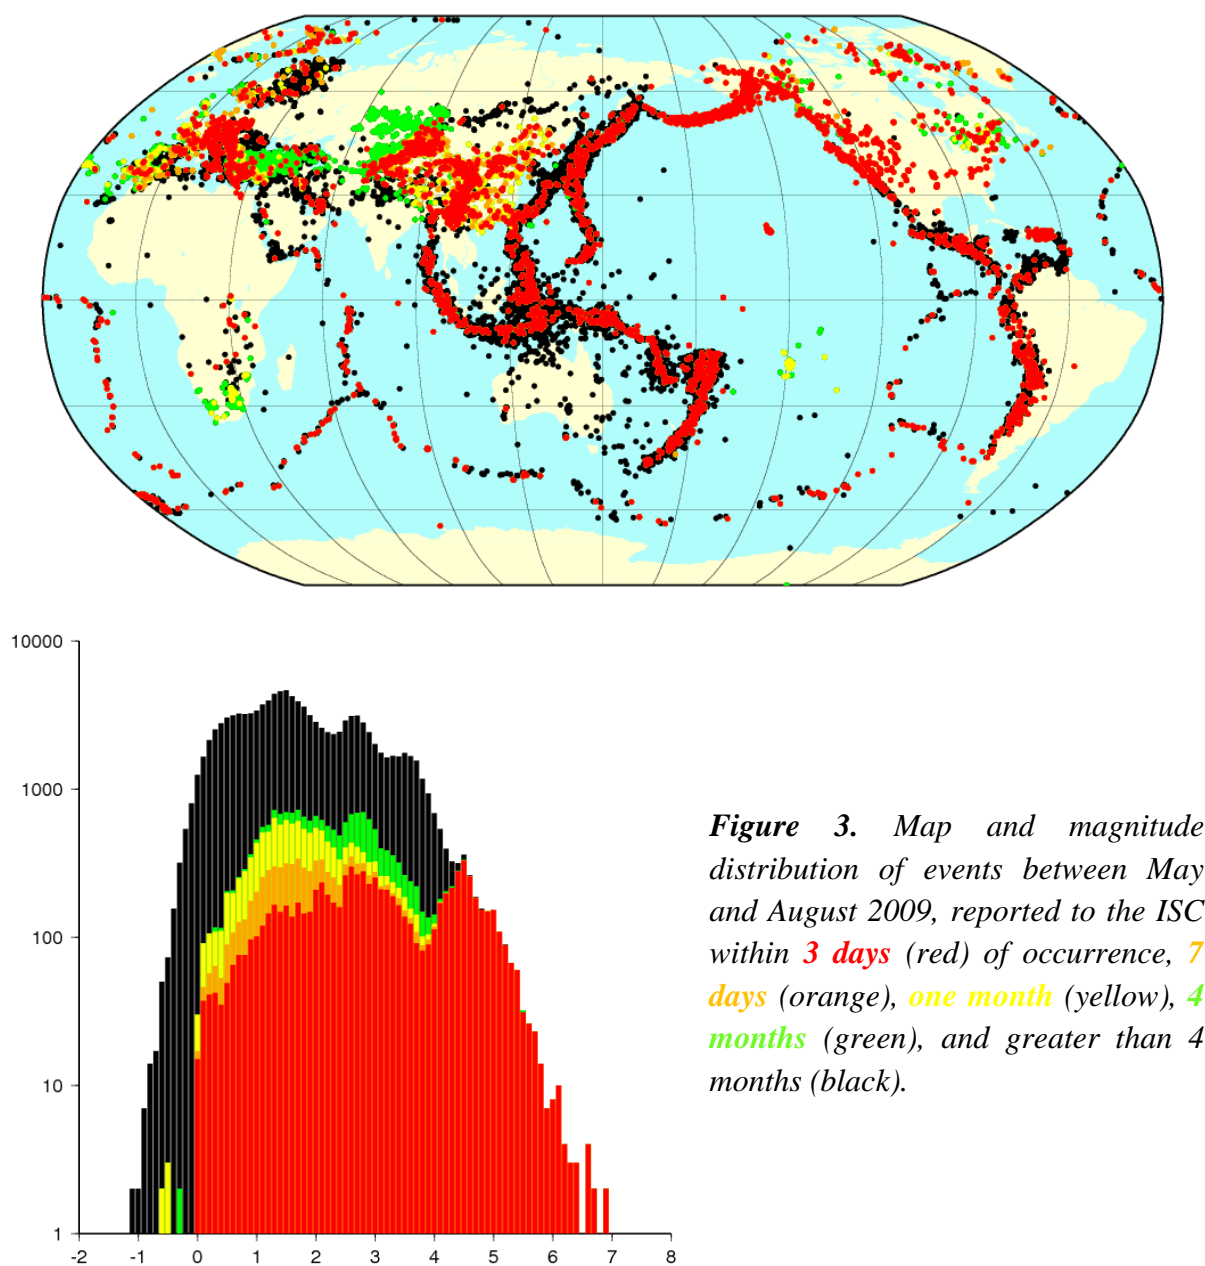 10000
1000
100
10
1
-2 -1 0 1 2 3 4 5 6 7 8
Figure 3. Map and magnitude
distribution of events between May
and August 2009, reported to the ISC
within 3 days (red) of occurrence, 7
days (orange), one month (yellow), 4
months (green), and greater than 4
months (black).